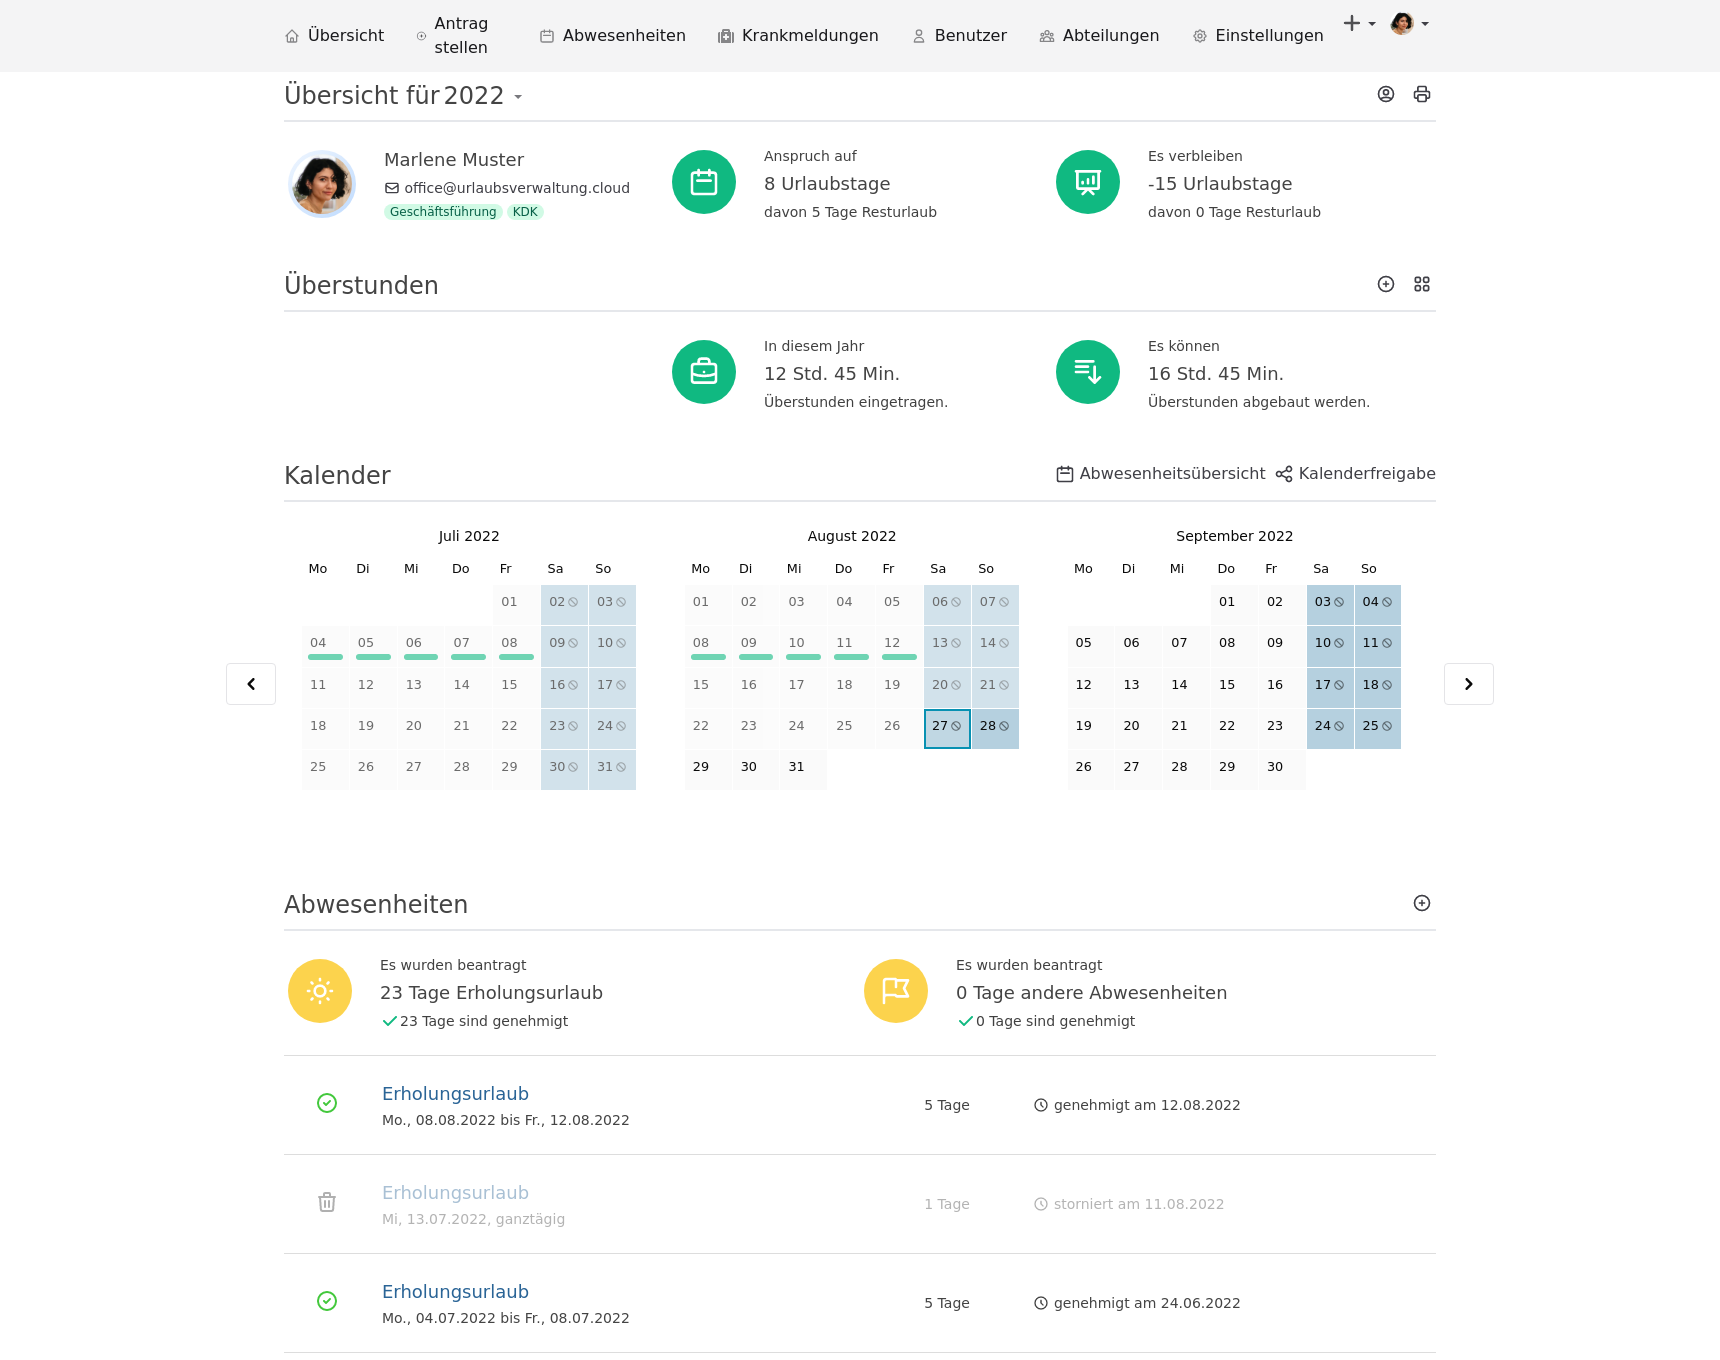 Übersicht Antrag stellen Abwesenheiten Krankmeldungen Benutzer Abteilungen Einstellungen
Übersicht für 2022
Marlene Muster
office@urlaubsverwaltung.cloud
Geschäftsführung KDK
Anspruch auf
8 Urlaubstage
davon 5 Tage Resturlaub
Es verbleiben
-15 Urlaubstage
davon 0 Tage Resturlaub
Überstunden
In diesem Jahr
12 Std. 45 Min.
Überstunden eingetragen.
Es können
16 Std. 45 Min.
Überstunden abgebaut werden.
Kalender
Abwesenheitsübersicht Kalenderfreigabe
Juli 2022
Mo Di Mi Do Fr Sa So
01 02 03
04 05 06 07 08 09 10
11 12 13 14 15 16 17
18 19 20 21 22 23 24
25 26 27 28 29 30 31
August 2022
Mo Di Mi Do Fr Sa So
01 02 03 04 05 06 07
08 09 10 11 12 13 14
15 16 17 18 19 20 21
22 23 24 25 26 27 28
29 30 31
September 2022
Mo Di Mi Do Fr Sa So
01 02 03 04
05 06 07 08 09 10 11
12 13 14 15 16 17 18
19 20 21 22 23 24 25
26 27 28 29 30
Abwesenheiten
Es wurden beantragt
23 Tage Erholungsurlaub
23 Tage sind genehmigt
Es wurden beantragt
0 Tage andere Abwesenheiten
0 Tage sind genehmigt
Erholungsurlaub
Mo., 08.08.2022 bis Fr., 12.08.2022
5 Tage
genehmigt am 12.08.2022
Erholungsurlaub
Mi, 13.07.2022, ganztägig
1 Tage
storniert am 11.08.2022
Erholungsurlaub
Mo., 04.07.2022 bis Fr., 08.07.2022
5 Tage
genehmigt am 24.06.2022